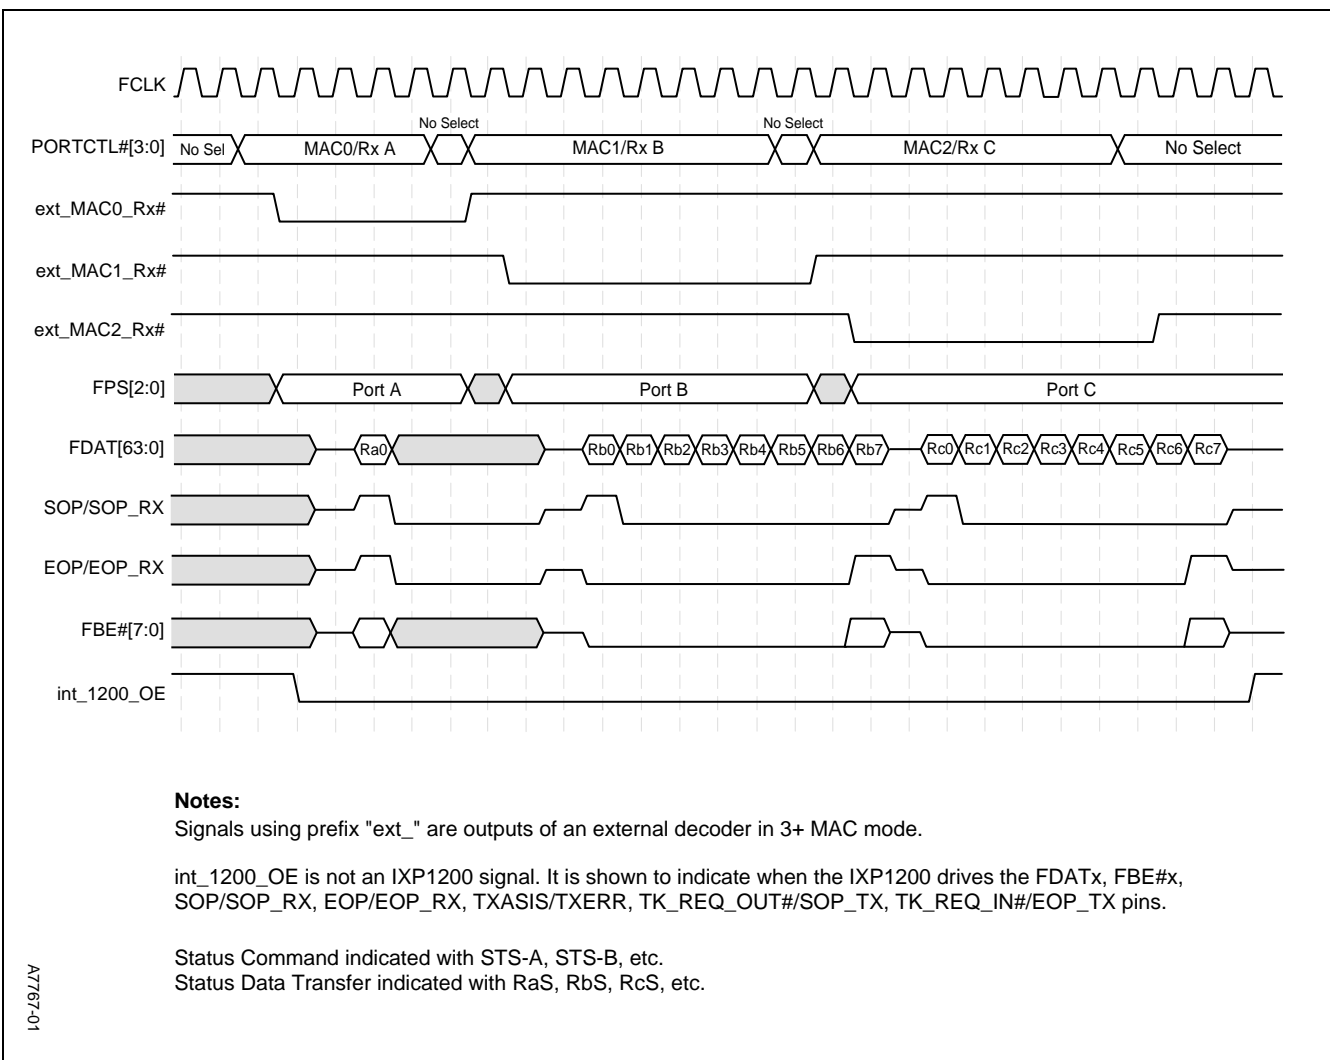 FCLK
No Select
No Select
PORTCTL#[3:0]
No Sel
MAC0/Rx A
MAC1/Rx B
MAC2/Rx C
No Select
ext_MAC0_Rx#
ext_MAC1_Rx#
ext_MAC2_Rx#
FPS[2:0]
Port A
Port B
Port C
FDAT[63:0]
Ra0
Rb0
Rb1
Rb2
Rb3
Rb4
Rb5
Rb6
Rb7
Rc0
Rc1
Rc2
Rc3
Rc4
Rc5
Rc6
Rc7
SOP/SOP_RX
EOP/EOP_RX
FBE#[7:0]
int_1200_OE
Notes:
Signals using prefix "ext_" are outputs of an external decoder in 3+ MAC mode.
int_1200_OE is not an IXP1200 signal. It is shown to indicate when the IXP1200 drives the FDATx, FBE#x,
SOP/SOP_RX, EOP/EOP_RX, TXASIS/TXERR, TK_REQ_OUT#/SOP_TX, TK_REQ_IN#/EOP_TX pins.
Status Command indicated with STS-A, STS-B, etc.
Status Data Transfer indicated with RaS, RbS, RcS, etc.
A7767-01